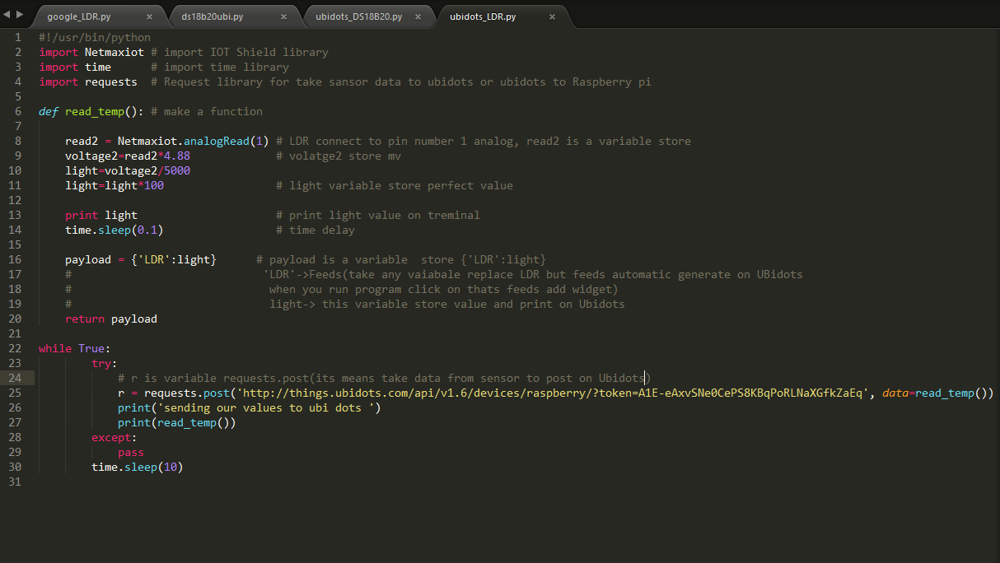 google_LDR.py × ds18b20ubi.py × ubidots_DS18B20.py × ubidots_LDR.py ×
1 #!/usr/bin/python
2 import Netmaxiot # import IOT Shield library
3 import time      # import time library
4 import requests  # Request library for take sansor data to ubidots or ubidots to Raspberry pi
5
6 def read_temp(): # make a function
7
8     read2 = Netmaxiot.analogRead(1) # LDR connect to pin number 1 analog, read2 is a variable store
9     voltage2=read2*4.88             # volatge2 store mv
10     light=voltage2/5000
11     light=light*100                 # light variable store perfect value
12
13     print light                     # print light value on treminal
14     time.sleep(0.1)                 # time delay
15
16     payload = {'LDR':light}      # payload is a variable  store {'LDR':light}
17     #                             'LDR'->Feeds(take any vaiabale replace LDR but feeds automatic generate on UBidots
18     #                              when you run program click on thats feeds add widget)
19     #                              light-> this variable store value and print on Ubidots
20     return payload
21
22 while True:
23         try:
24             # r is variable requests.post(its means take data from sensor to post on Ubidots)
25             r = requests.post('http://things.ubidots.com/api/v1.6/devices/raspberry/?token=A1E-eAxvSNe0CePS8KBqPoRLNaXGfkZaEq', data=read_temp())
26             print('sending our values to ubi dots ')
27             print(read_temp())
28         except:
29             pass
30         time.sleep(10)
31